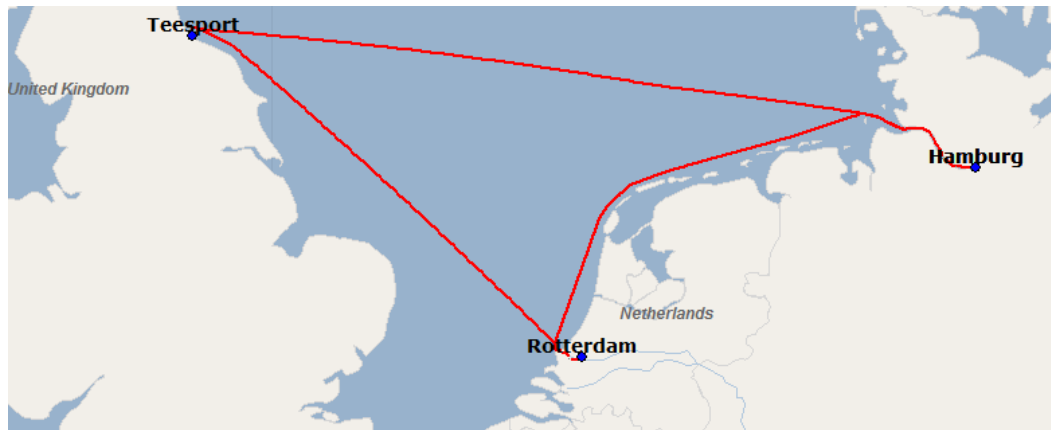 Teesport
United Kingdom
Hamburg
Netherlands
Rotterdam